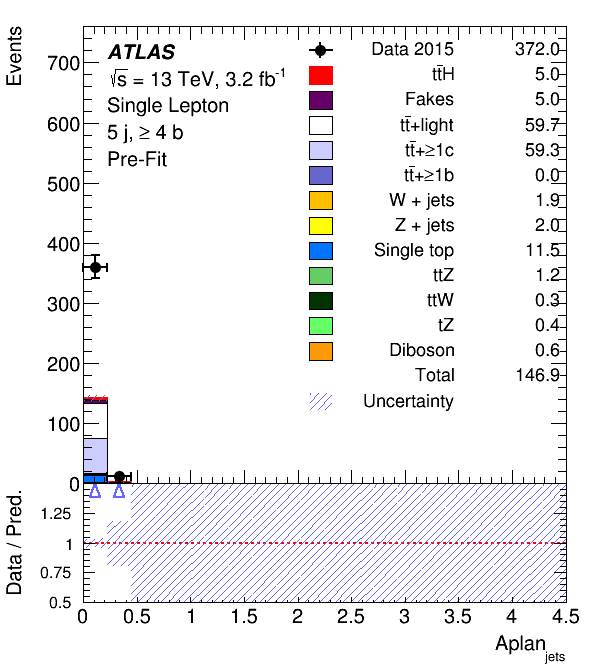 Events
700
600
500
400
300
200
100
0
ATLAS
√s = 13 TeV, 3.2 fb-1
Single Lepton
5 j, ≥ 4 b
Pre-Fit
Data 2015 372.0
tt̄H 5.0
Fakes 5.0
tt̄+light 59.7
tt̄+≥1c 59.3
tt̄+≥1b 0.0
W + jets 1.9
Z + jets 2.0
Single top 11.5
ttZ 1.2
ttW 0.3
tZ 0.4
Diboson 0.6
Total 146.9
Uncertainty
Data / Pred.
1.25
1
0.75
0.5
0 0.5 1 1.5 2 2.5 3 3.5 4 4.5
Aplan jets